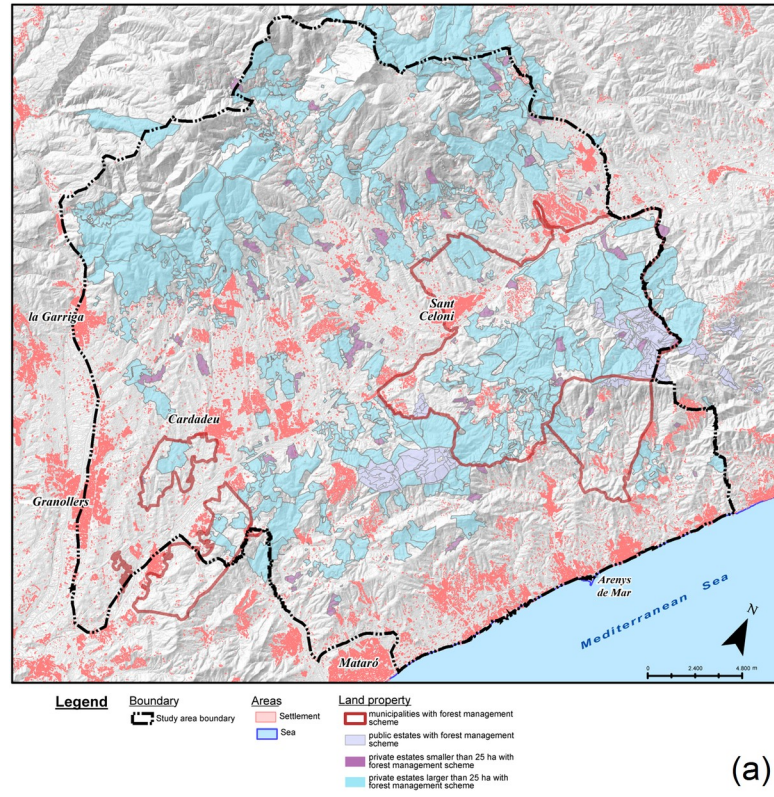 la Garriga
Sant
Celoni
Cardadeu
Granollers
Arenys
de Mar
Mediterranean Sea
Mataró
N
0 2.400 4.800 m
Legend
Boundary
Study area boundary
Areas
Settlement
Sea
Land property
municipalities with forest management
scheme
public estates with forest management
scheme
private estates smaller than 25 ha with
forest management scheme
private estates larger than 25 ha with
forest management scheme
(a)